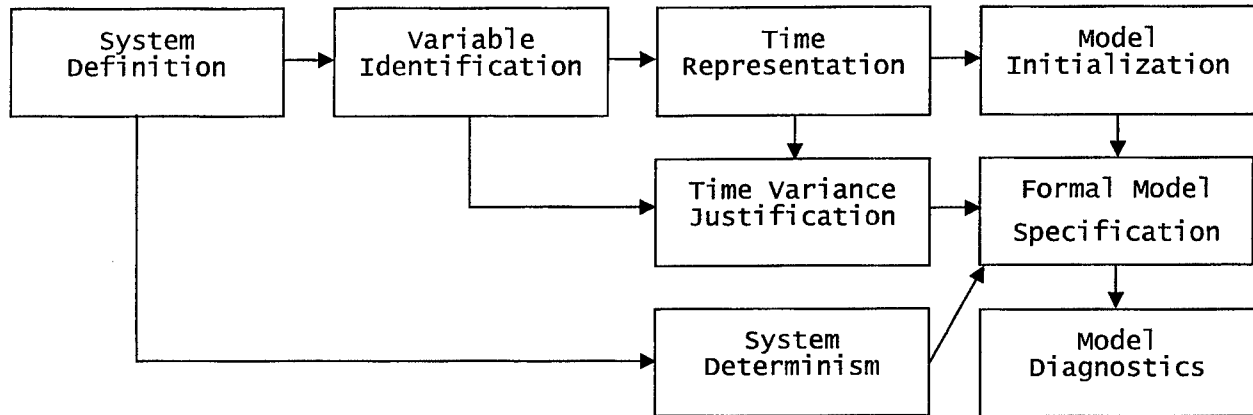 System
Definition
Variable
Identification
Time
Representation
Model
Initialization
Time Variance
Justification
Formal Model
Specification
System
Determinism
Model
Diagnostics